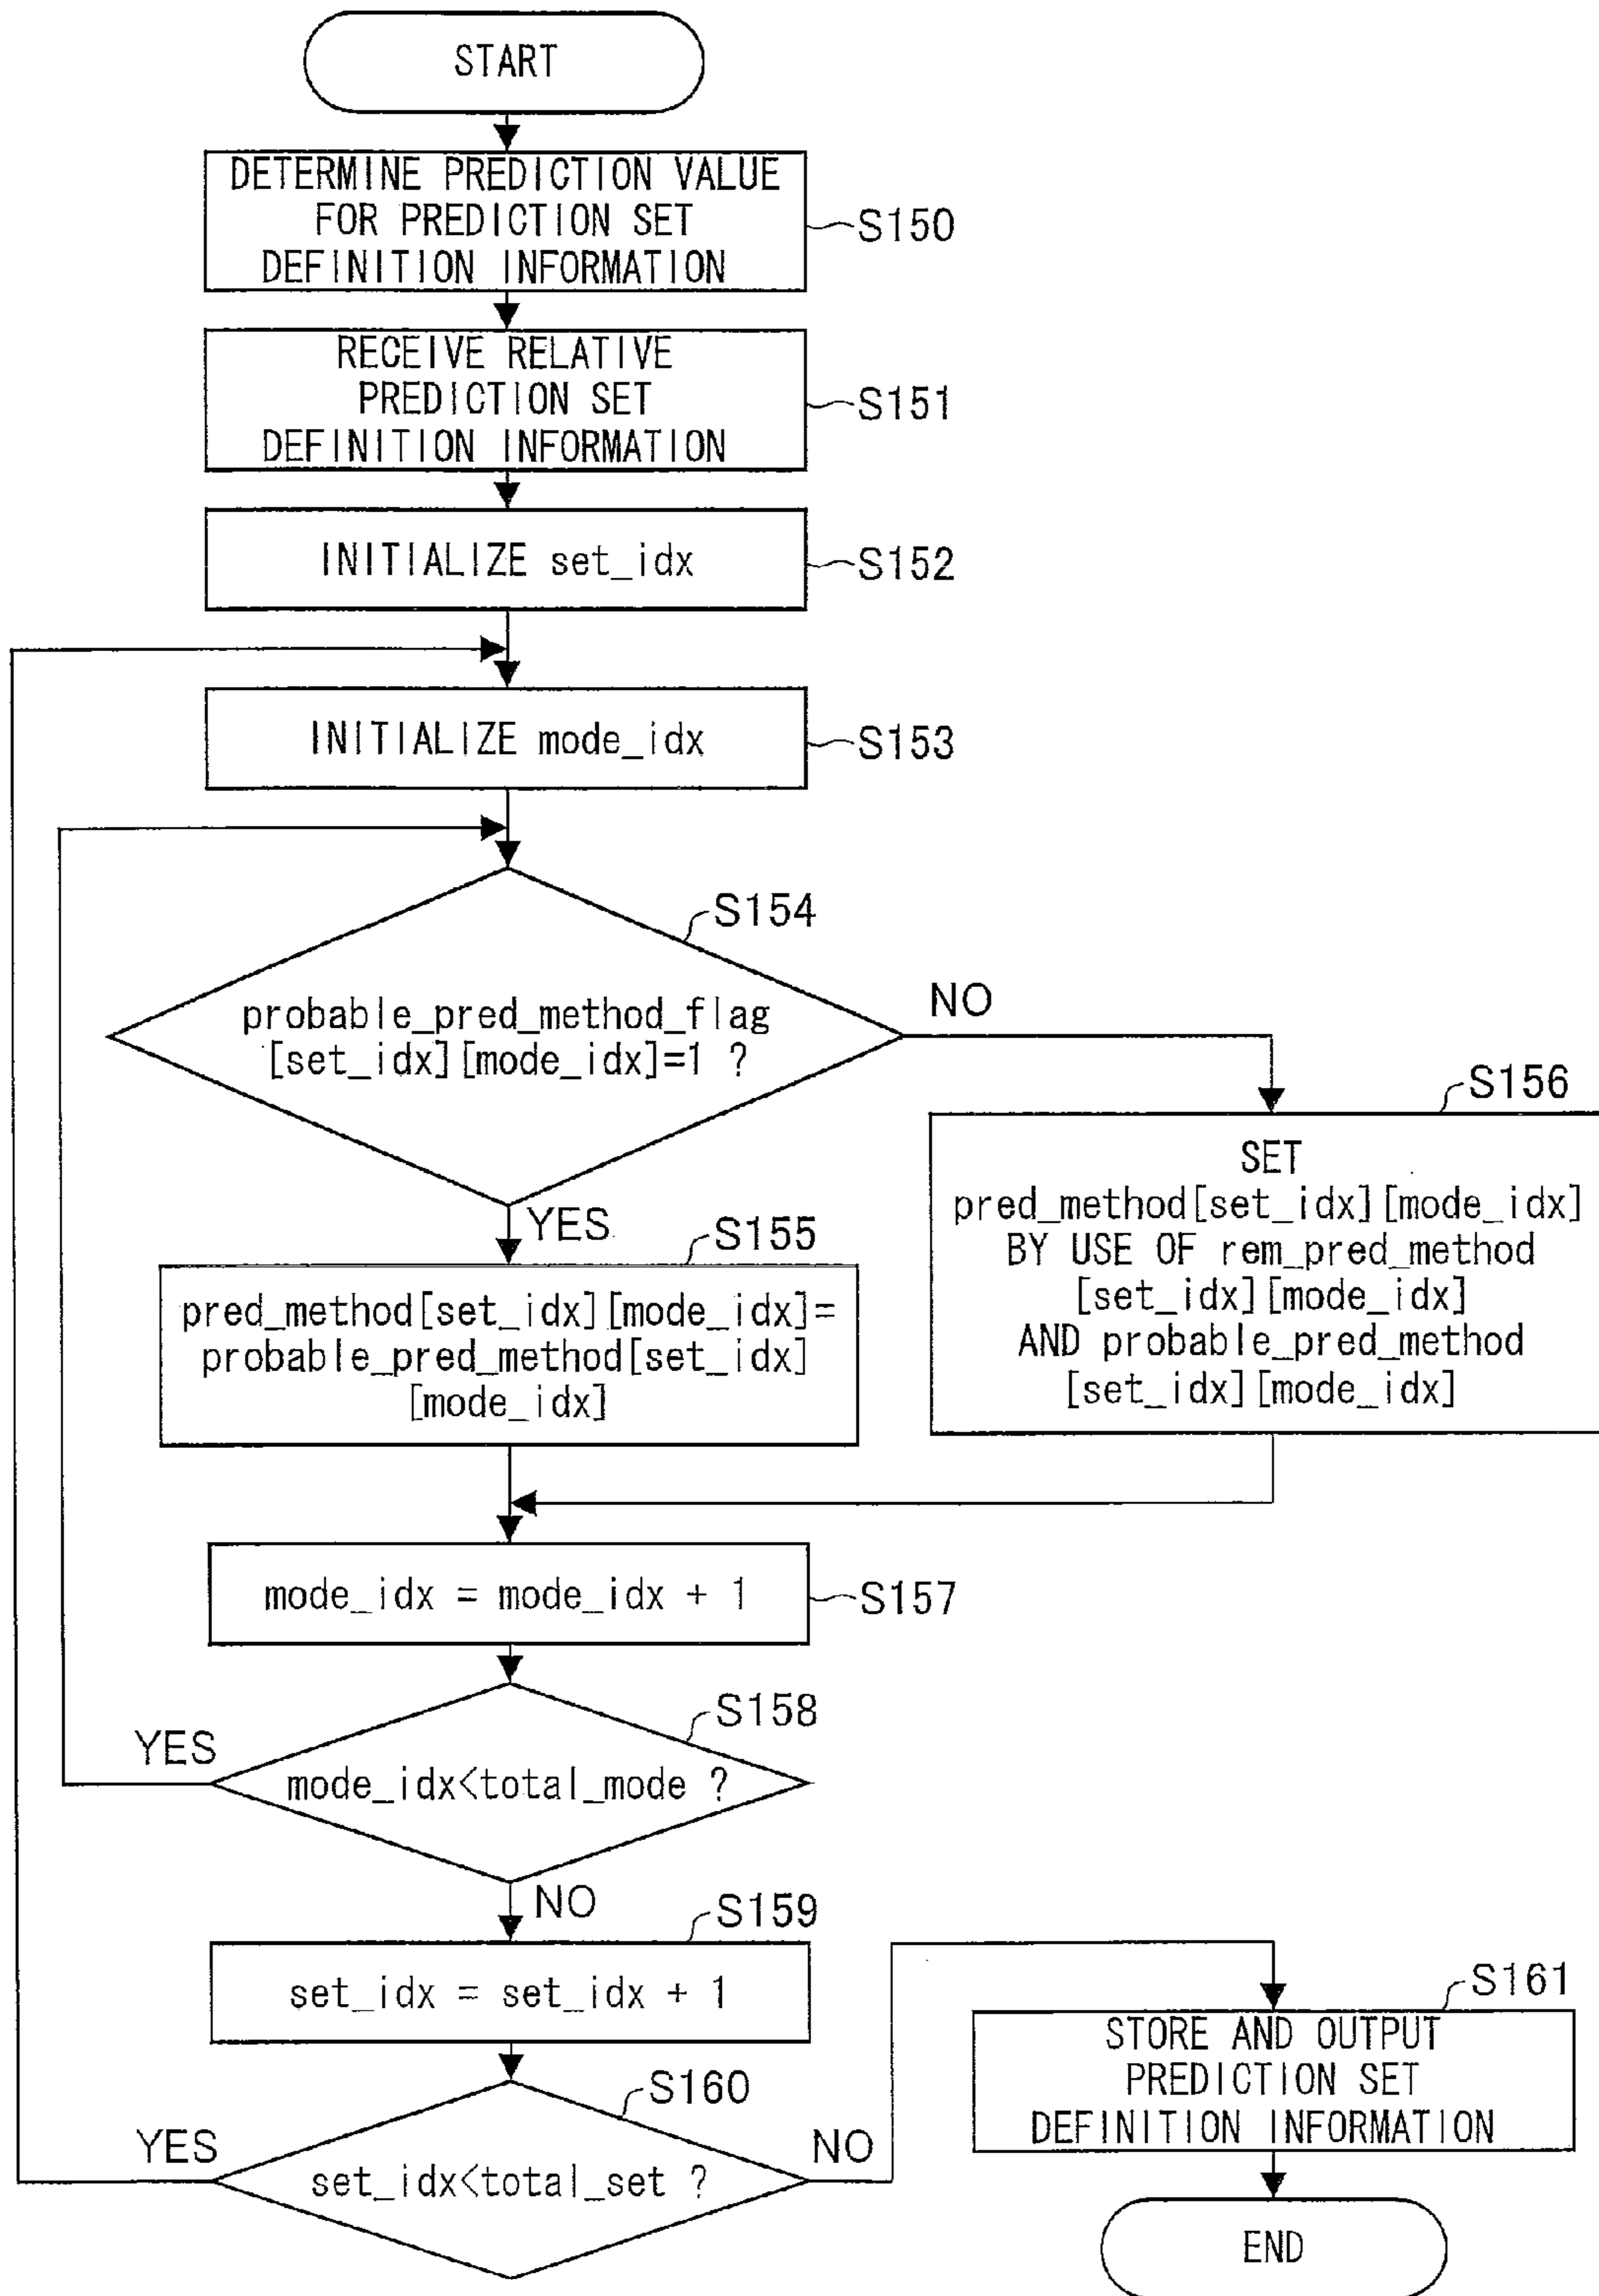 START
DETERMINE PREDICTION VALUE
FOR PREDICTION SET
DEFINITION INFORMATION
S150
RECEIVE RELATIVE
PREDICTION SET
DEFINITION INFORMATION
S151
INITIALIZE set_idx
S152
INITIALIZE mode_idx
S153
S154
probable_pred_method_flag
[set_idx][mode_idx]=1 ?
NO
YES
S156
SET
pred_method[set_idx][mode_idx]
BY USE OF rem_pred_method
[set_idx][mode_idx]
AND probable_pred_method
[set_idx][mode_idx]
S155
pred_method[set_idx][mode_idx]=
probable_pred_method[set_idx]
[mode_idx]
mode_idx = mode_idx + 1
S157
S158
YES
mode_idx<total_mode ?
NO
S159
set_idx = set_idx + 1
S160
YES
set_idx<total_set ?
NO
S161
STORE AND OUTPUT
PREDICTION SET
DEFINITION INFORMATION
END